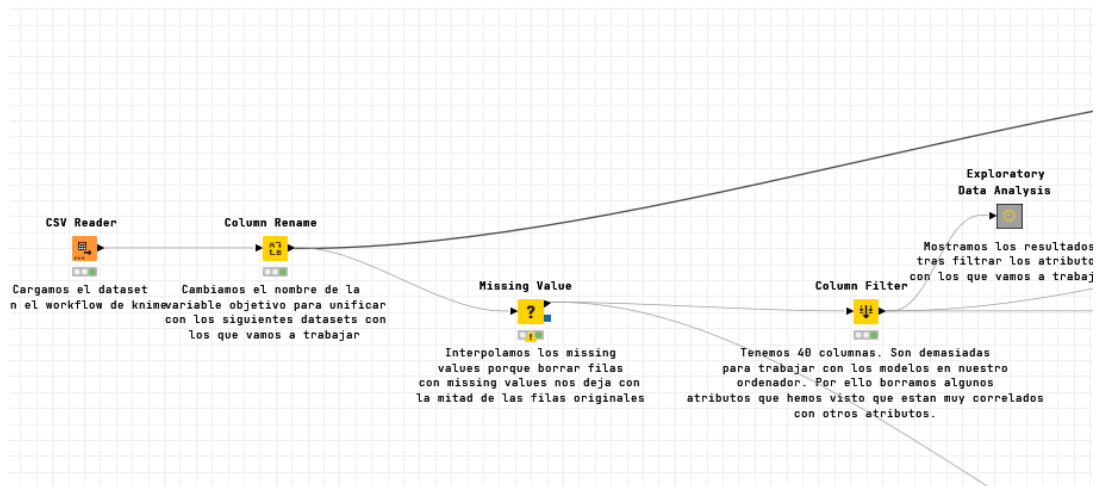 Exploratory
Data Analysis
CSV Reader
Column Rename
Mostramos los resultados
tras filtrar los atributo
con los que vamos a trabaj
Cargamos el dataset
n el workflow de knime
Cambiamos el nombre de la
variable objetivo para unificar
con los siguientes datasets con
los que vamos a trabajar
Missing Value
Column Filter
Interpolamos los missing
values porque borrar filas
con missing values nos deja con
la mitad de las filas originales
Tenemos 40 columnas. Son demasiadas
para trabajar con los modelos en nuestro
ordenador. Por ello borramos algunos
atributos que hemos visto que estan muy correlados
con otros atributos.